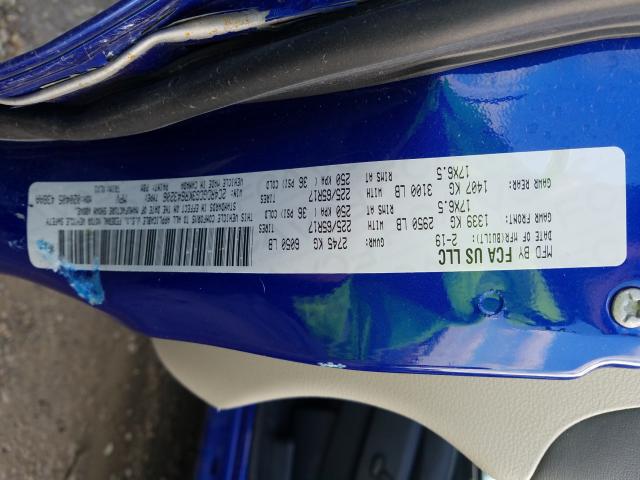 MFD BY FCA US LLC
DATE OF MFR(BUILT): 2-19 GVWR: 2745 KG 6050 LB
GAWR FRONT: 1339 KG 2950 LB TIRES
17X6.5 225/65R17
RIMS AT 250 KPA ( 36 PSI) COLD
GAWR REAR: 1407 KG 3100 LB WITH TIRES
17X6.5 225/65R17
RIMS AT 250 KPA ( 36 PSI) COLD
THIS VEHICLE CONFORMS TO ALL APPLICABLE U.S.A. FEDERAL MOTOR VEHICLE SAFETY
STANDARDS IN EFFECT ON THE DATE OF MANUFACTURE SHOWN ABOVE.
VIN:
VEHICLE MADE IN CANADA
PAINT: PBM